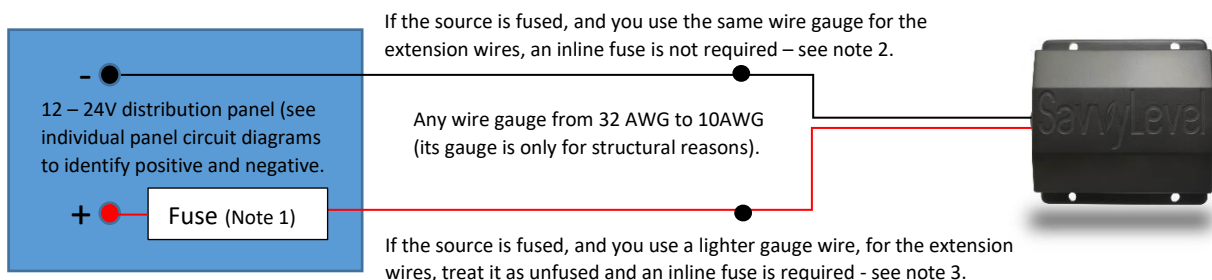 If the source is fused, and you use the same wire gauge for the
extension wires, an inline fuse is not required – see note 2.
-
12 – 24V distribution panel (see
individual panel circuit diagrams
to identify positive and negative.
Any wire gauge from 32 AWG to 10AWG
(its gauge is only for structural reasons).
SavvyLevel
+
Fuse (Note 1)
If the source is fused, and you use a lighter gauge wire, for the extension
wires, treat it as unfused and an inline fuse is required - see note 3.